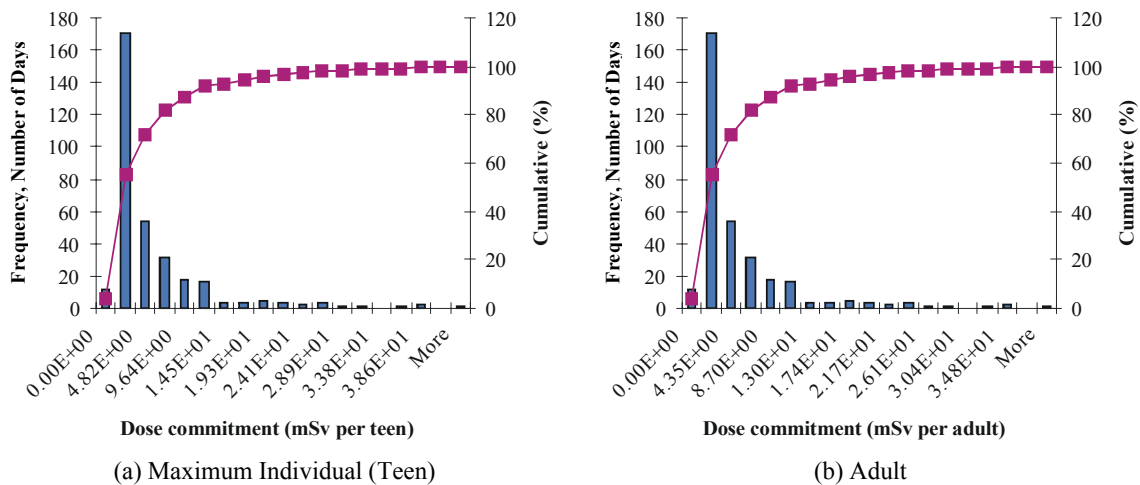 Frequency, Number of Days
180
160
140
120
100
80
60
40
20
0
120
100
80
60
40
20
0
Cumulative (%)
0.00E+00
4.82E+00
9.64E+00
1.45E+01
1.93E+01
2.41E+01
2.89E+01
3.38E+01
3.86E+01
More
Dose commitment (mSv per teen)
(a) Maximum Individual (Teen)
Frequency, Number of Days
180
160
140
120
100
80
60
40
20
0
120
100
80
60
40
20
0
Cumulative (%)
0.00E+00
4.35E+00
8.70E+00
1.30E+01
1.74E+01
2.17E+01
2.61E+01
3.04E+01
3.48E+01
More
Dose commitment (mSv per adult)
(b) Adult